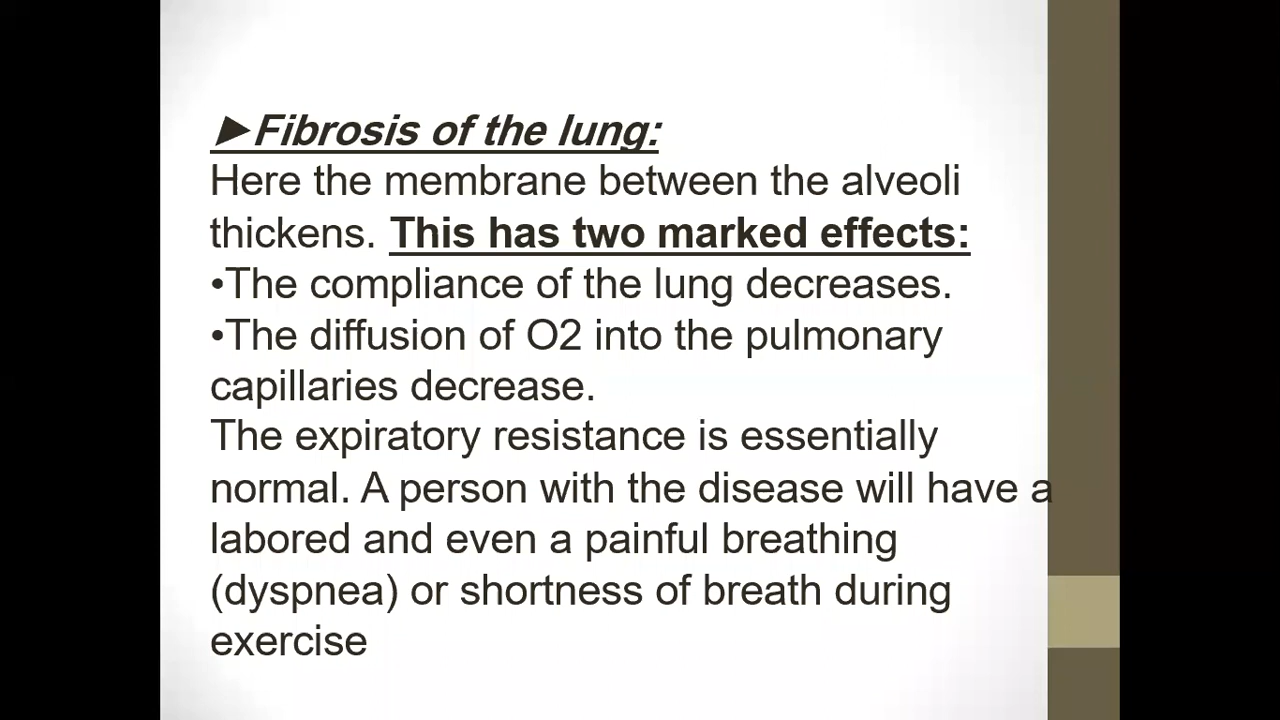 ►Fibrosis of the lung:
Here the membrane between the alveoli
thickens. This has two marked effects:
•The compliance of the lung decreases.
•The diffusion of O2 into the pulmonary
capillaries decrease.
The expiratory resistance is essentially
normal. A person with the disease will have a
labored and even a painful breathing
(dyspnea) or shortness of breath during
exercise